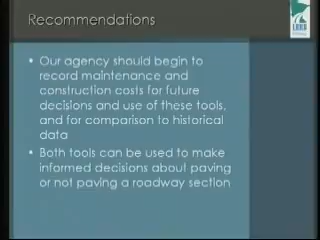 Recommendations
LRRB
• Our agency should begin to
record maintenance and
construction costs for future
decisions and use of these tools,
and for comparison to historical
data
• Both tools can be used to make
informed decisions about paving
or not paving a roadway section